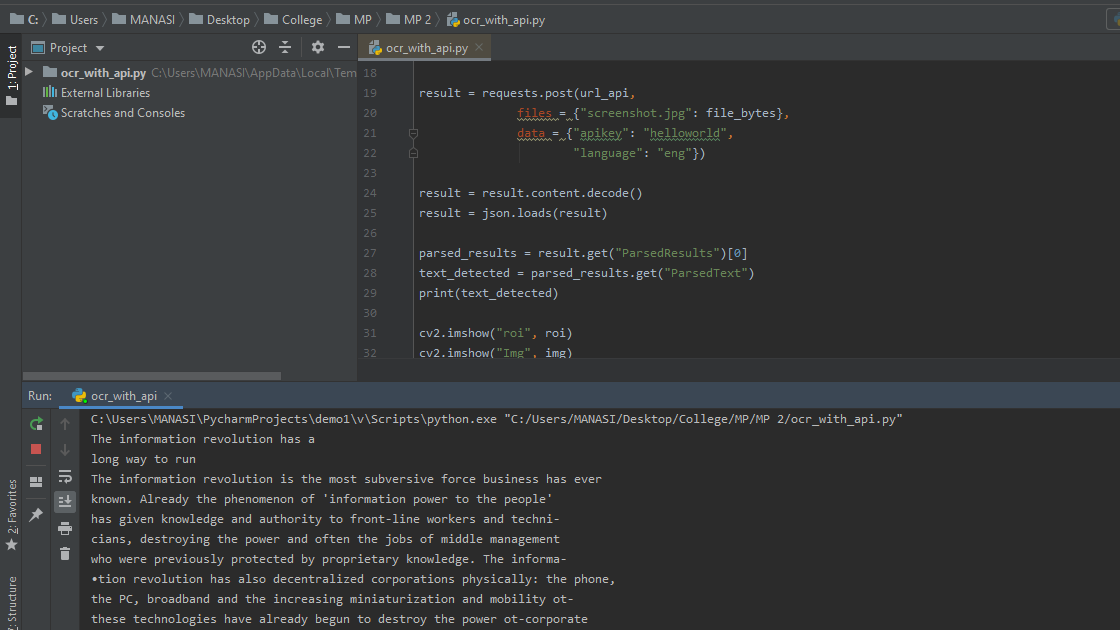 C: Users MANASI Desktop College MP MP 2 ocr_with_api.py
1: Project
Project
ocr_with_api.py C:\Users\MANASI\AppData\Local\Tem
External Libraries
Scratches and Consoles
ocr_with_api.py
18
19 result = requests.post(url_api,
20 files = {"screenshot.jpg": file_bytes},
21 data = {"apikey": "helloworld",
22 "language": "eng"})
23
24 result = result.content.decode()
25 result = json.loads(result)
26
27 parsed_results = result.get("ParsedResults")[0]
28 text_detected = parsed_results.get("ParsedText")
29 print(text_detected)
30
31 cv2.imshow("roi", roi)
32 cv2.imshow("Img", img)
Run: ocr_with_api
C:\Users\MANASI\PycharmProjects\demo1\v\Scripts\python.exe "C:/Users/MANASI/Desktop/College/MP/MP 2/ocr_with_api.py"
The information revolution has a
long way to run
The information revolution is the most subversive force business has ever
known. Already the phenomenon of 'information power to the people'
has given knowledge and authority to front-line workers and techni-
cians, destroying the power and often the jobs of middle management
who were previously protected by proprietary knowledge. The informa-
•tion revolution has also decentralized corporations physically: the phone,
the PC, broadband and the increasing miniaturization and mobility ot-
these technologies have already begun to destroy the power ot-corporate
2: Favorites
7: Structure